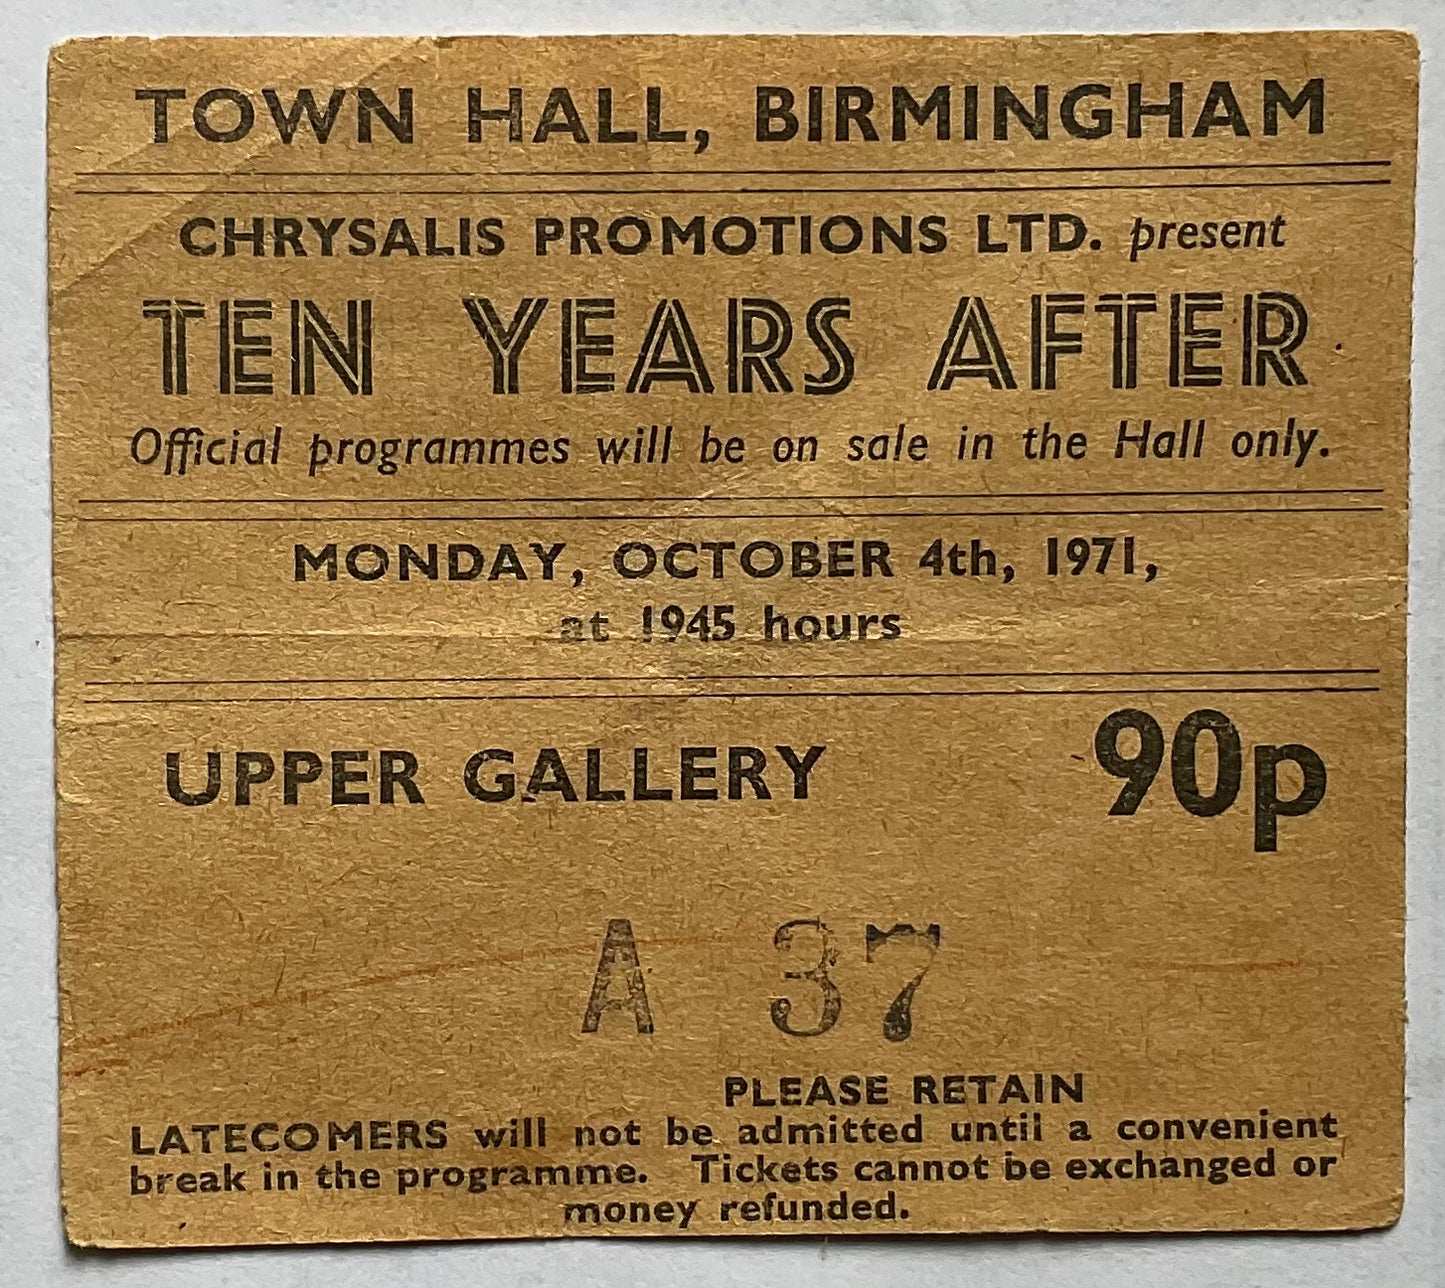 TOWN HALL, BIRMINGHAM
CHRYSALIS PROMOTIONS LTD. present
TEN YEARS AFTER
Official programmes will be on sale in the Hall only.
MONDAY, OCTOBER 4th, 1971,
at 1945 hours
UPPER GALLERY 90p
A 37
PLEASE RETAIN
LATECOMERS will not be admitted until a convenient
break in the programme. Tickets cannot be exchanged or
money refunded.